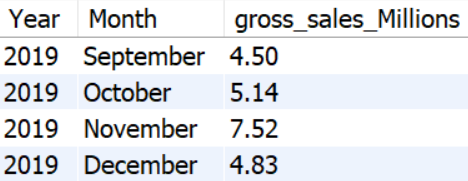 Year Month gross_sales_Millions
2019 September 4.50
2019 October 5.14
2019 November 7.52
2019 December 4.83